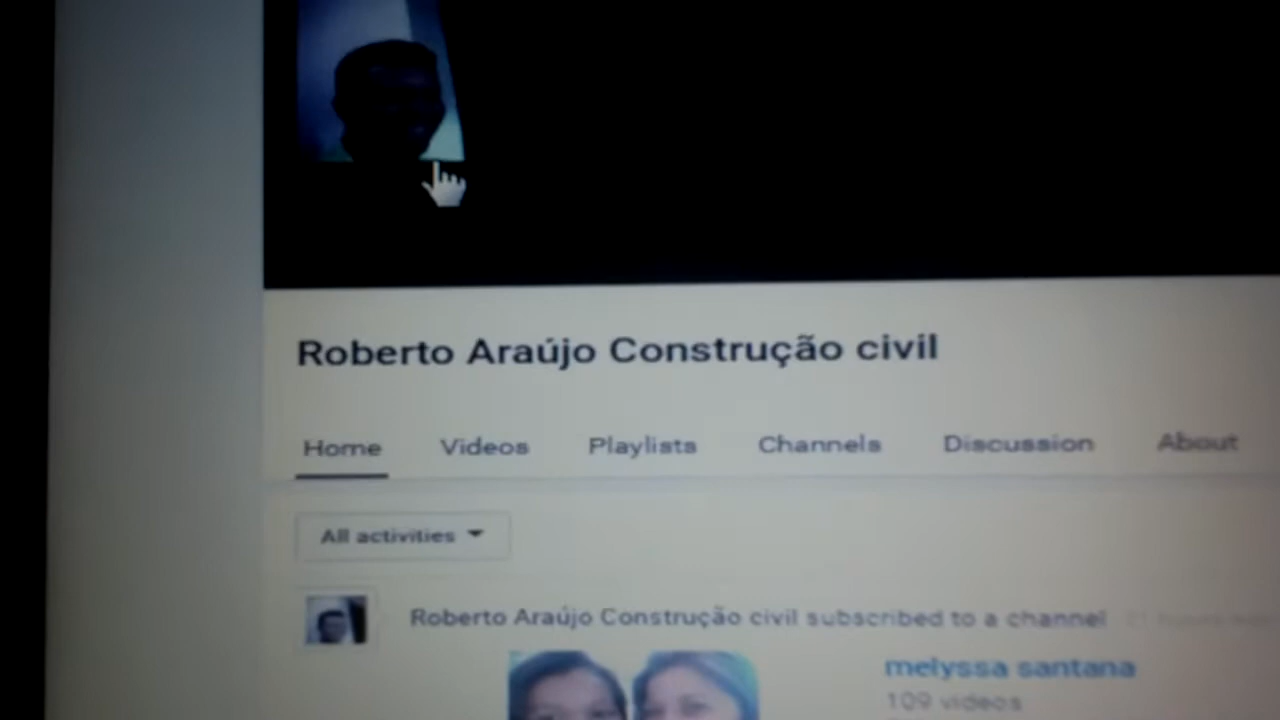 Roberto Araújo Construção civil
Home Videos Playlists Channels Discussion About
All activities
Roberto Araújo Construção civil subscribed to a channel
melyssa santana
109 videos